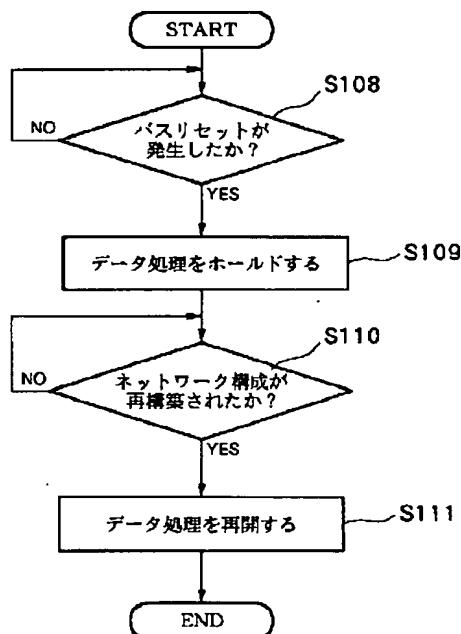 START
S108
バスリセットが
発生したか？
NO
YES
データ処理をホールドする
S109
S110
ネットワーク構成が
再構築されたか？
NO
YES
データ処理を再開する
S111
END